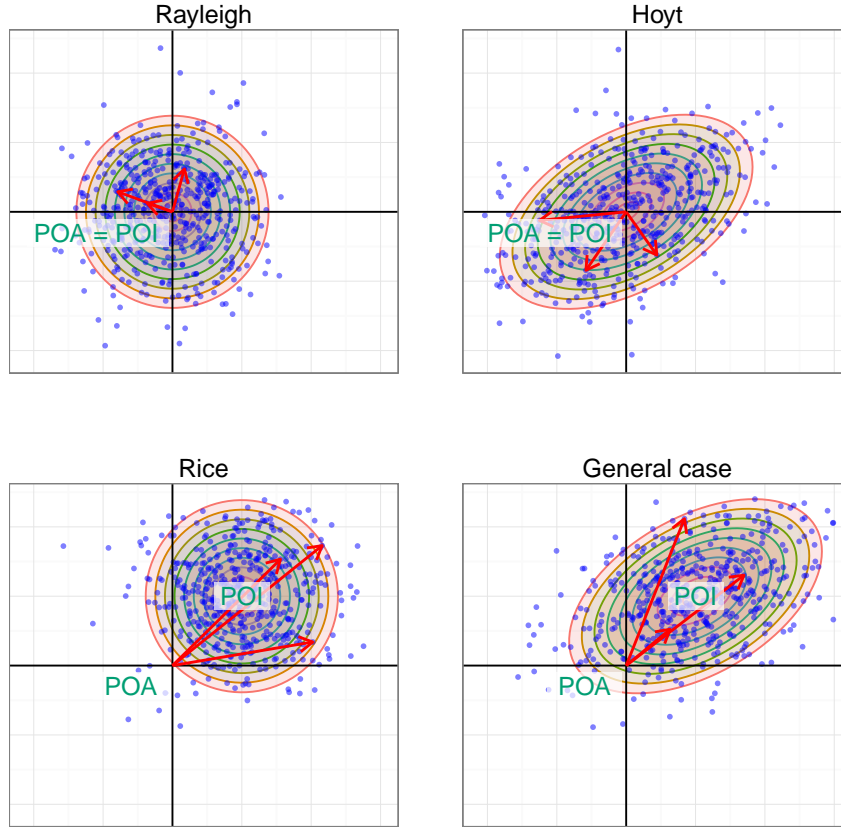 Rayleigh
Hoyt
POA = POI
POA = POI
Rice
General case
POI
POI
POA
POA